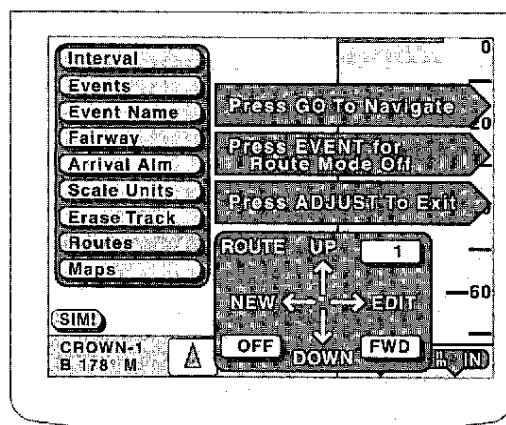 Interval
Events
Event Name
Fairway
Arrival Alm
Scale Units
Erase Track
Routes
Maps
SIM!
CROWN-1
B 178° M
0
Press GO To Navigate
20
Press EVENT for
Route Mode Off
Press ADJUST To Exit
ROUTE UP 1
NEW EDIT
60
OFF DOWN FWD
IN